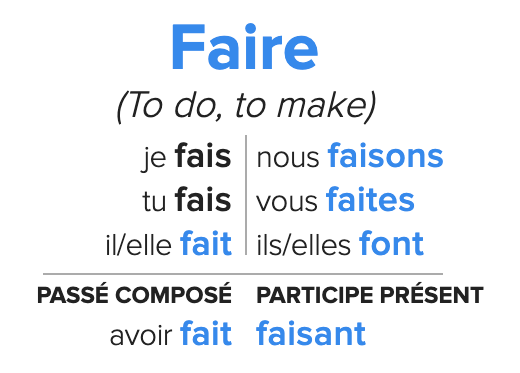 Faire
(To do, to make)
je fais nous faisons
tu fais vous faites
il/elle fait ils/elles font
PASSÉ COMPOSÉ PARTICIPE PRÉSENT
avoir fait faisant